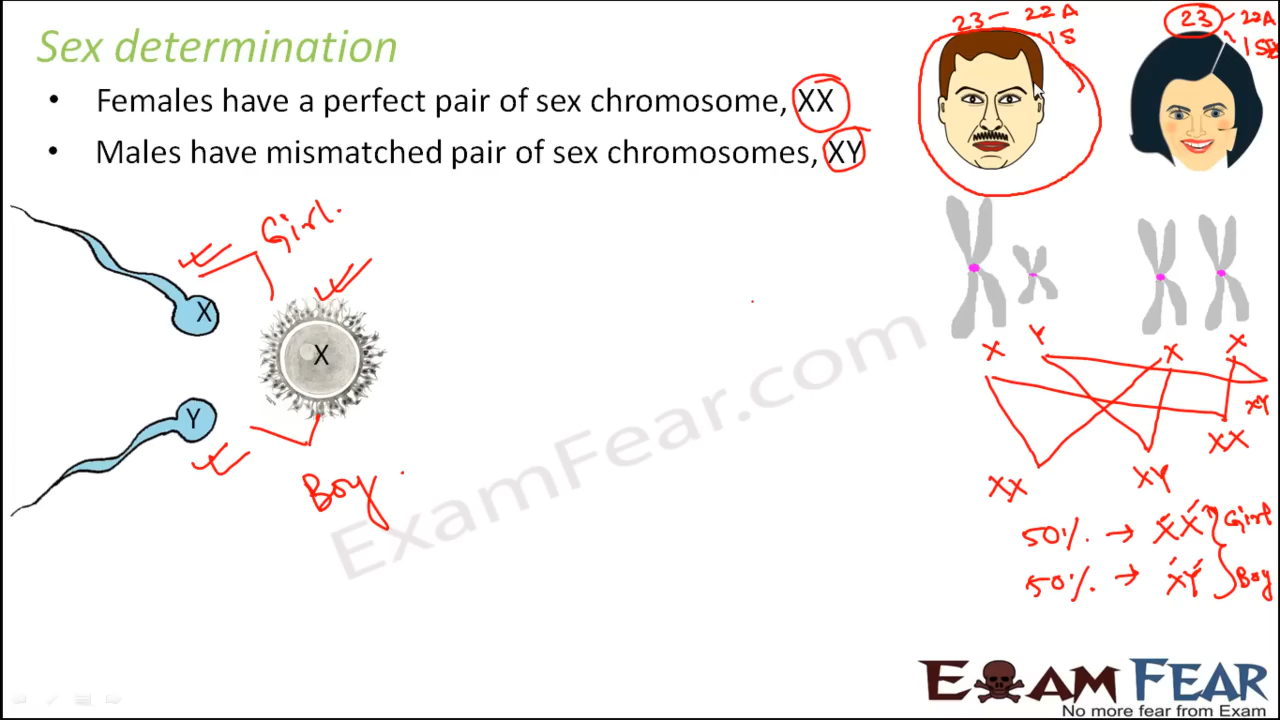 Sex determination
23 - 22A
1S
23 - 22A
• Females have a perfect pair of sex chromosome, XX
• Males have mismatched pair of sex chromosomes, XY
Girl.
X
X
Y
Boy.
X Y X X
XX XY XX XY
50% → XX } Girl
50% → XY } Boy
ExamFear.com
EXAM FEAR
No more fear from Exam